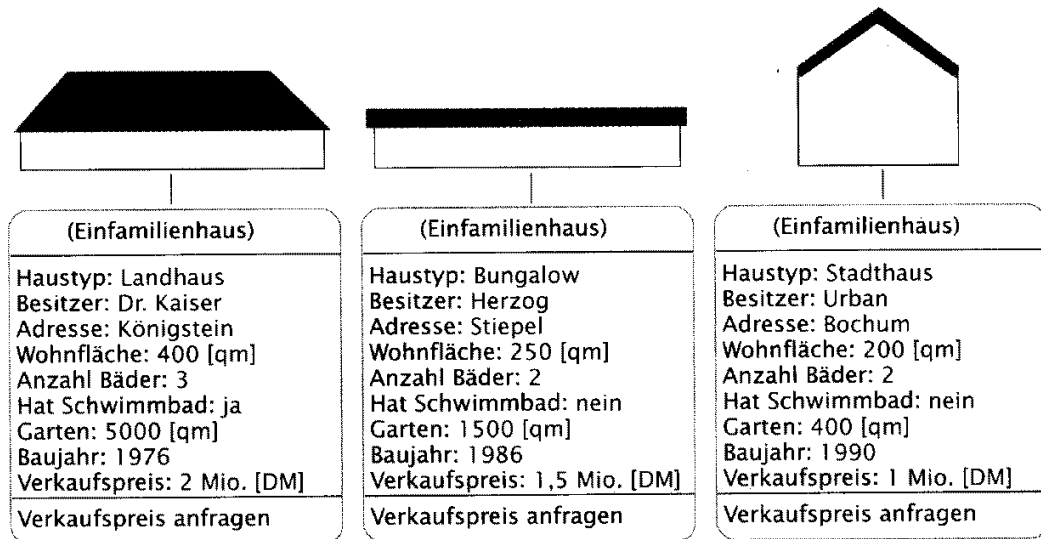 (Einfamilienhaus)
Haustyp: Landhaus
Besitzer: Dr. Kaiser
Adresse: Königstein
Wohnfläche: 400 [qm]
Anzahl Bäder: 3
Hat Schwimmbad: ja
Garten: 5000 [qm]
Baujahr: 1976
Verkaufspreis: 2 Mio. [DM]
Verkaufspreis anfragen
(Einfamilienhaus)
Haustyp: Bungalow
Besitzer: Herzog
Adresse: Stiepel
Wohnfläche: 250 [qm]
Anzahl Bäder: 2
Hat Schwimmbad: nein
Garten: 1500 [qm]
Baujahr: 1986
Verkaufspreis: 1,5 Mio. [DM]
Verkaufspreis anfragen
(Einfamilienhaus)
Haustyp: Stadthaus
Besitzer: Urban
Adresse: Bochum
Wohnfläche: 200 [qm]
Anzahl Bäder: 2
Hat Schwimmbad: nein
Garten: 400 [qm]
Baujahr: 1990
Verkaufspreis: 1 Mio. [DM]
Verkaufspreis anfragen